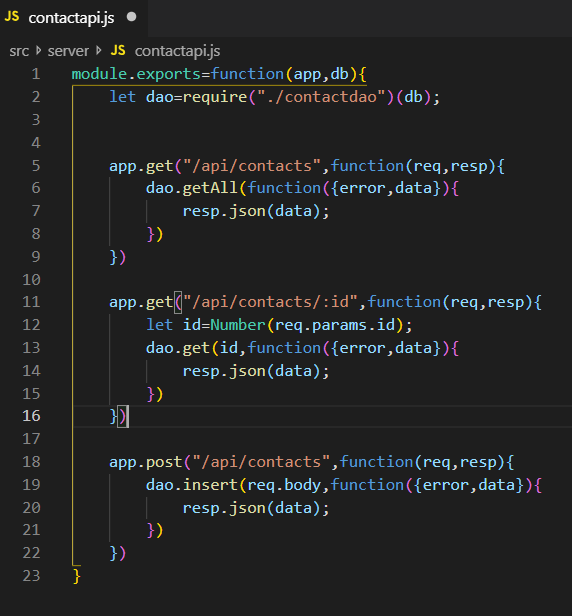 JS contactapi.js
src server JS contactapi.js
1 module.exports=function(app,db){
2     let dao=require("./contactdao")(db);
3
4
5     app.get("/api/contacts",function(req,resp){
6         dao.getAll(function({error,data}){
7             resp.json(data);
8         })
9     })
10
11     app.get("/api/contacts/:id",function(req,resp){
12         let id=Number(req.params.id);
13         dao.get(id,function({error,data}){
14             resp.json(data);
15         })
16     })
17
18     app.post("/api/contacts",function(req,resp){
19         dao.insert(req.body,function({error,data}){
20             resp.json(data);
21         })
22     })
23 }